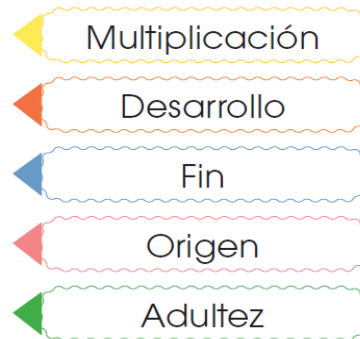 Multiplicación
Desarrollo
Fin
Origen
Adultez